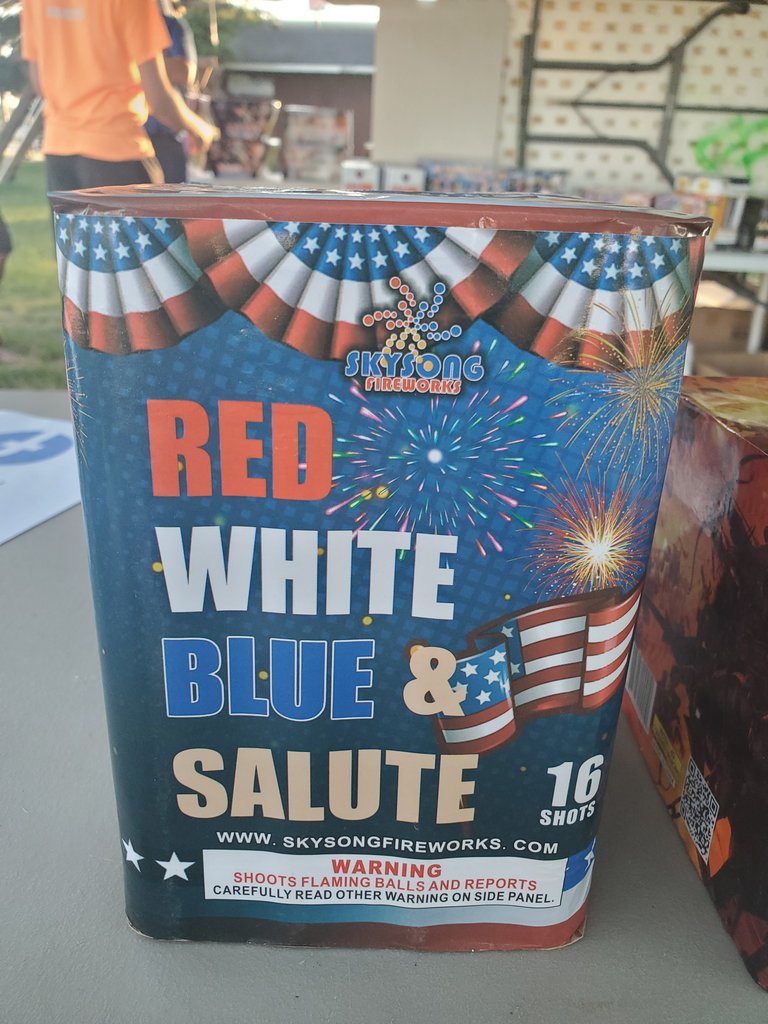 SKYSONG
FIREWORKS
RED
WHITE
BLUE &
SALUTE
16
SHOTS
WWW. SKYSONGFIREWORKS. COM
WARNING
SHOOTS FLAMING BALLS AND REPORTS
CAREFULLY READ OTHER WARNING ON SIDE PANEL.